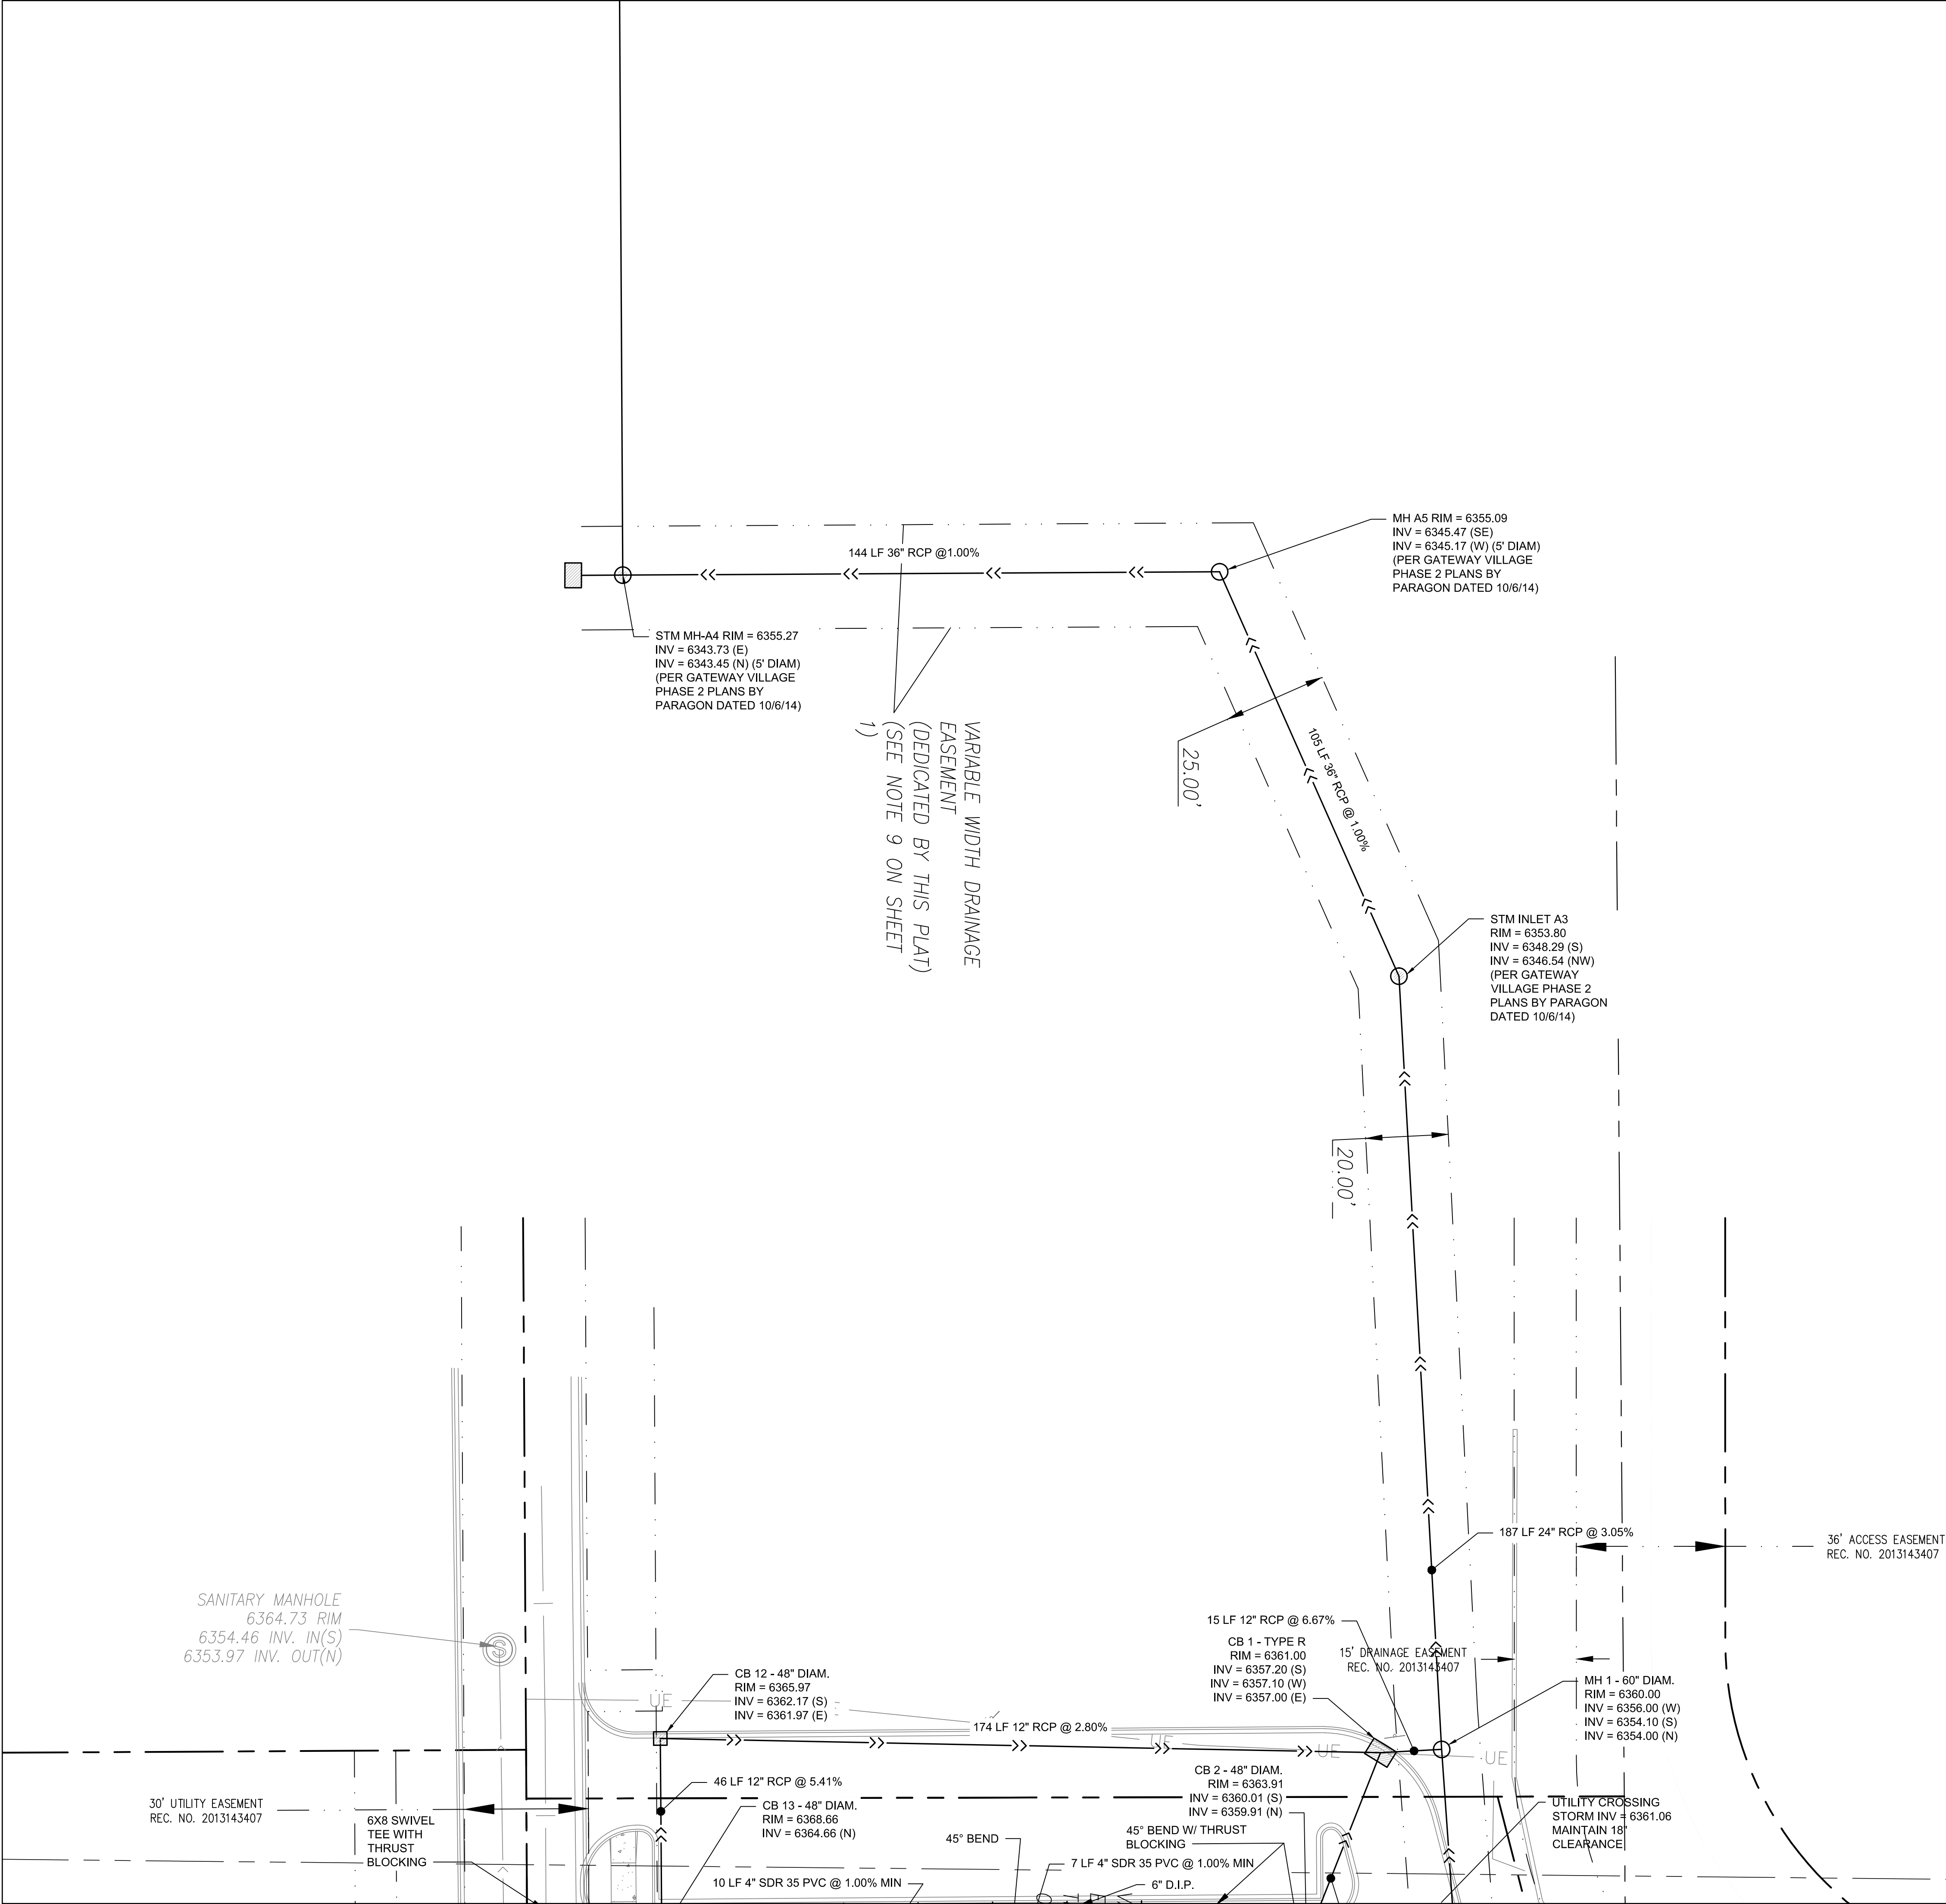 144 LF 36" RCP @1.00%
MH A5 RIM = 6355.09
INV = 6345.47 (SE)
INV = 6345.17 (W) (5' DIAM)
(PER GATEWAY VILLAGE
PHASE 2 PLANS BY
PARAGON DATED 10/6/14)
STM MH-A4 RIM = 6355.27
INV = 6343.73 (E)
INV = 6343.45 (N) (5' DIAM)
(PER GATEWAY VILLAGE
PHASE 2 PLANS BY
PARAGON DATED 10/6/14)
VARIABLE WIDTH DRAINAGE
EASEMENT
(DEDICATED BY THIS PLAT)
(SEE NOTE 9 ON SHEET
1)
25.00'
105 LF 36" RCP @ 1.00%
STM INLET A3
RIM = 6353.80
INV = 6348.29 (S)
INV = 6346.54 (NW)
(PER GATEWAY
VILLAGE PHASE 2
PLANS BY PARAGON
DATED 10/6/14)
20.00'
187 LF 24" RCP @ 3.05%
36' ACCESS EASEMENT
REC. NO. 2013143407
SANITARY MANHOLE
6364.73 RIM
6354.46 INV. IN(S)
6353.97 INV. OUT(N)
15 LF 12" RCP @ 6.67%
CB 1 - TYPE R
RIM = 6361.00
INV = 6357.20 (S)
INV = 6357.10 (W)
INV = 6357.00 (E)
15' DRAINAGE EASEMENT
REC. NO. 2013143407
CB 12 - 48" DIAM.
RIM = 6365.97
INV = 6362.17 (S)
INV = 6361.97 (E)
MH 1 - 60" DIAM.
RIM = 6360.00
INV = 6356.00 (W)
INV = 6354.10 (S)
INV = 6354.00 (N)
UE
174 LF 12" RCP @ 2.80%
UE
UE
UE
46 LF 12" RCP @ 5.41%
CB 2 - 48" DIAM.
RIM = 6363.91
INV = 6360.01 (S)
INV = 6359.91 (N)
30' UTILITY EASEMENT
REC. NO. 2013143407
CB 13 - 48" DIAM.
RIM = 6368.66
INV = 6364.66 (N)
UTILITY CROSSING
STORM INV = 6361.06
MAINTAIN 18"
CLEARANCE
6X8 SWIVEL
TEE WITH
THRUST
BLOCKING
45° BEND
45° BEND W/ THRUST
BLOCKING
7 LF 4" SDR 35 PVC @ 1.00% MIN
10 LF 4" SDR 35 PVC @ 1.00% MIN
6" D.I.P.
S